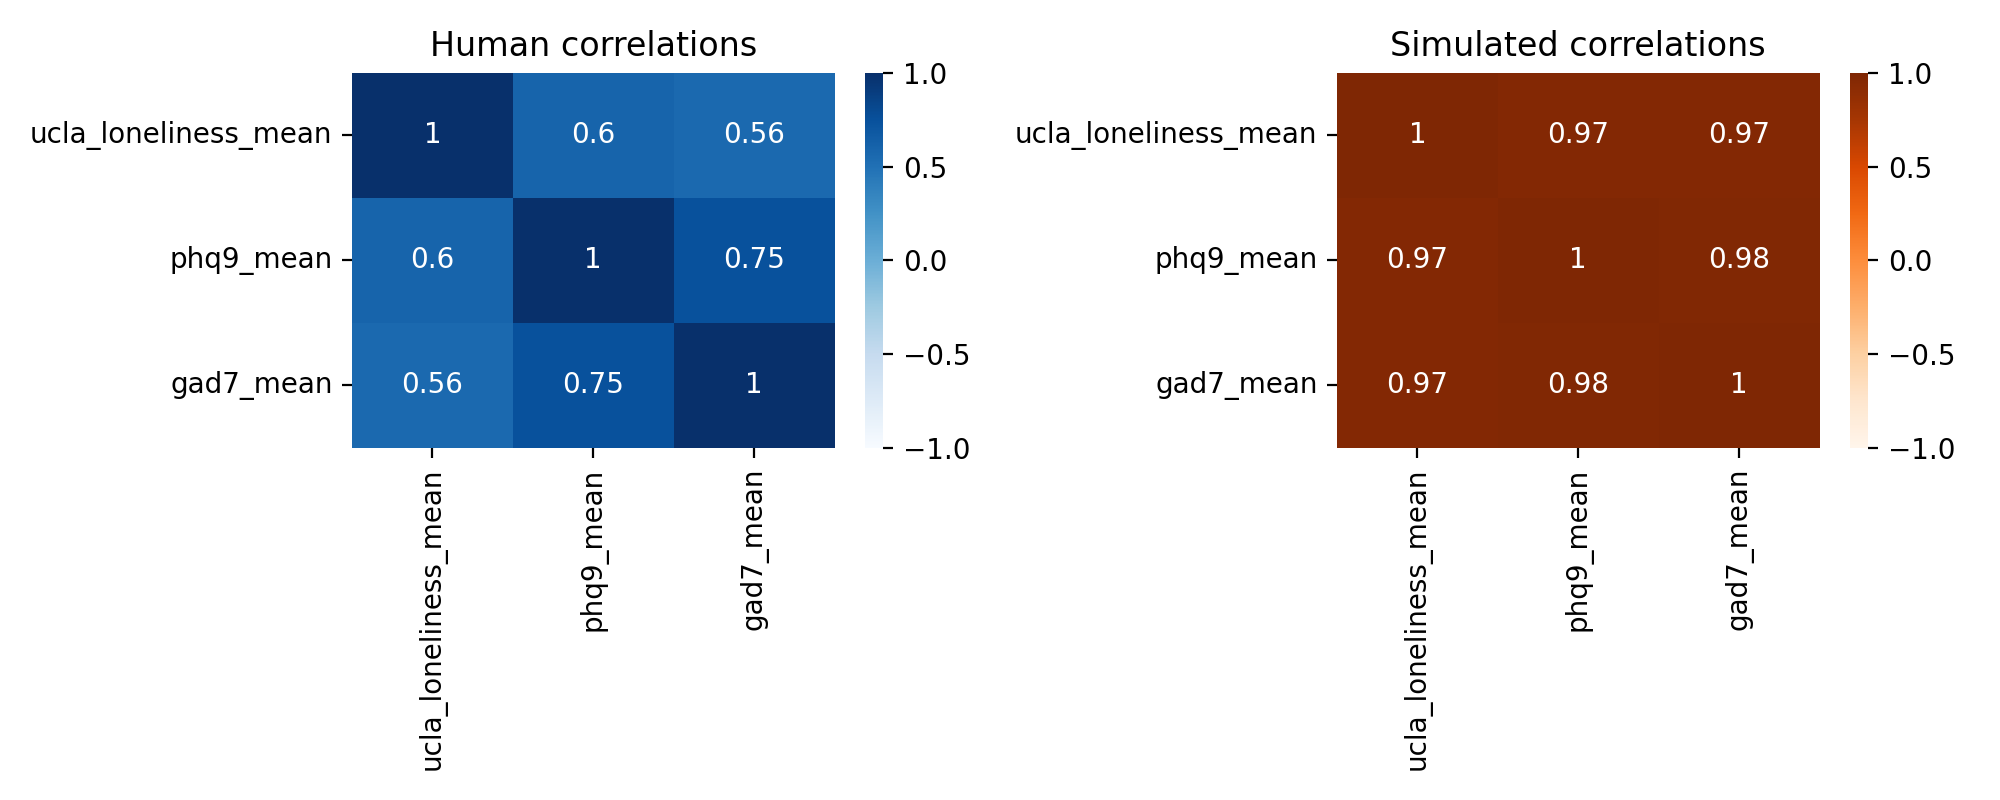 Human correlations
ucla_loneliness_mean
phq9_mean
gad7_mean
1 0.6 0.56
0.6 1 0.75
0.56 0.75 1
ucla_loneliness_mean
phq9_mean
gad7_mean
1.0
0.5
0.0
−0.5
−1.0
Simulated correlations
ucla_loneliness_mean
phq9_mean
gad7_mean
1 0.97 0.97
0.97 1 0.98
0.97 0.98 1
ucla_loneliness_mean
phq9_mean
gad7_mean
1.0
0.5
0.0
−0.5
−1.0